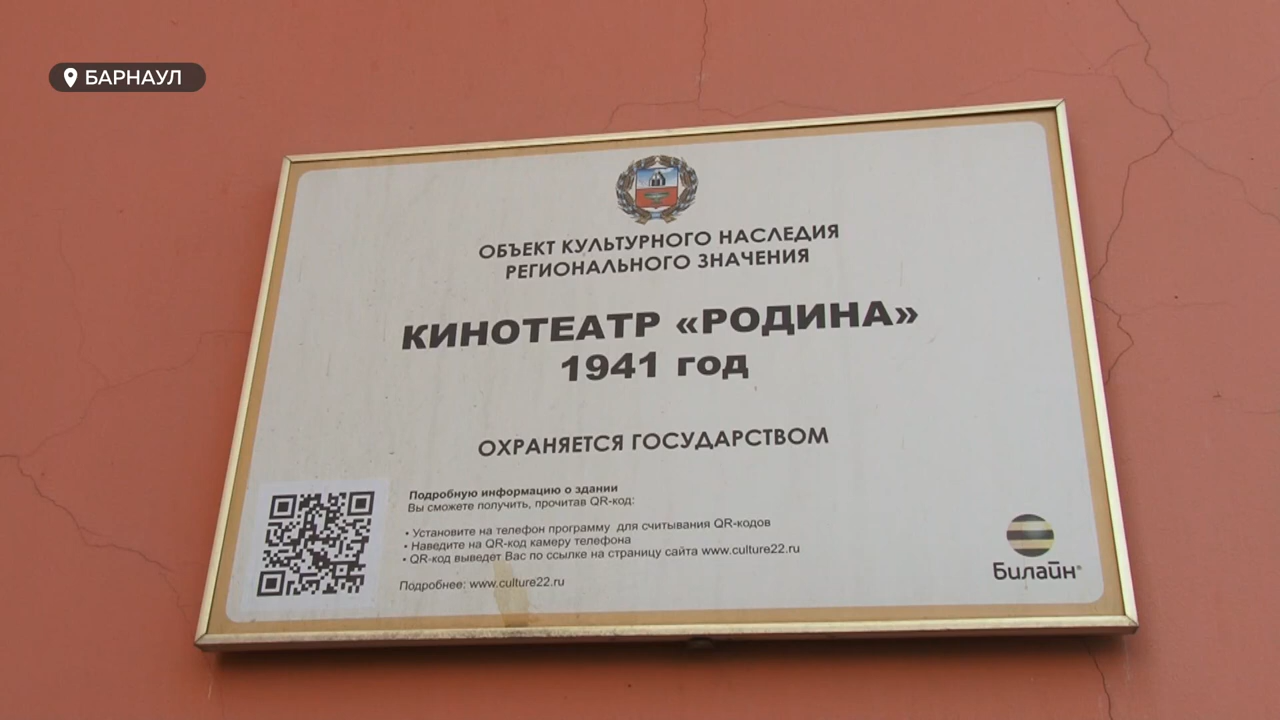 БАРНАУЛ
ОБЪЕКТ КУЛЬТУРНОГО НАСЛЕДИЯ
РЕГИОНАЛЬНОГО ЗНАЧЕНИЯ
КИНОТЕАТР «РОДИНА»
1941 год
ОХРАНЯЕТСЯ ГОСУДАРСТВОМ
Подробную информацию о здании
Вы сможете получить, прочитав QR-код:
• Установите на телефон программу для считывания QR-кодов
• Наведите на QR-код камеру телефона
• QR-код выведет Вас по ссылке на страницу сайта www.culture22.ru
Подробнее: www.culture22.ru
Билайн®